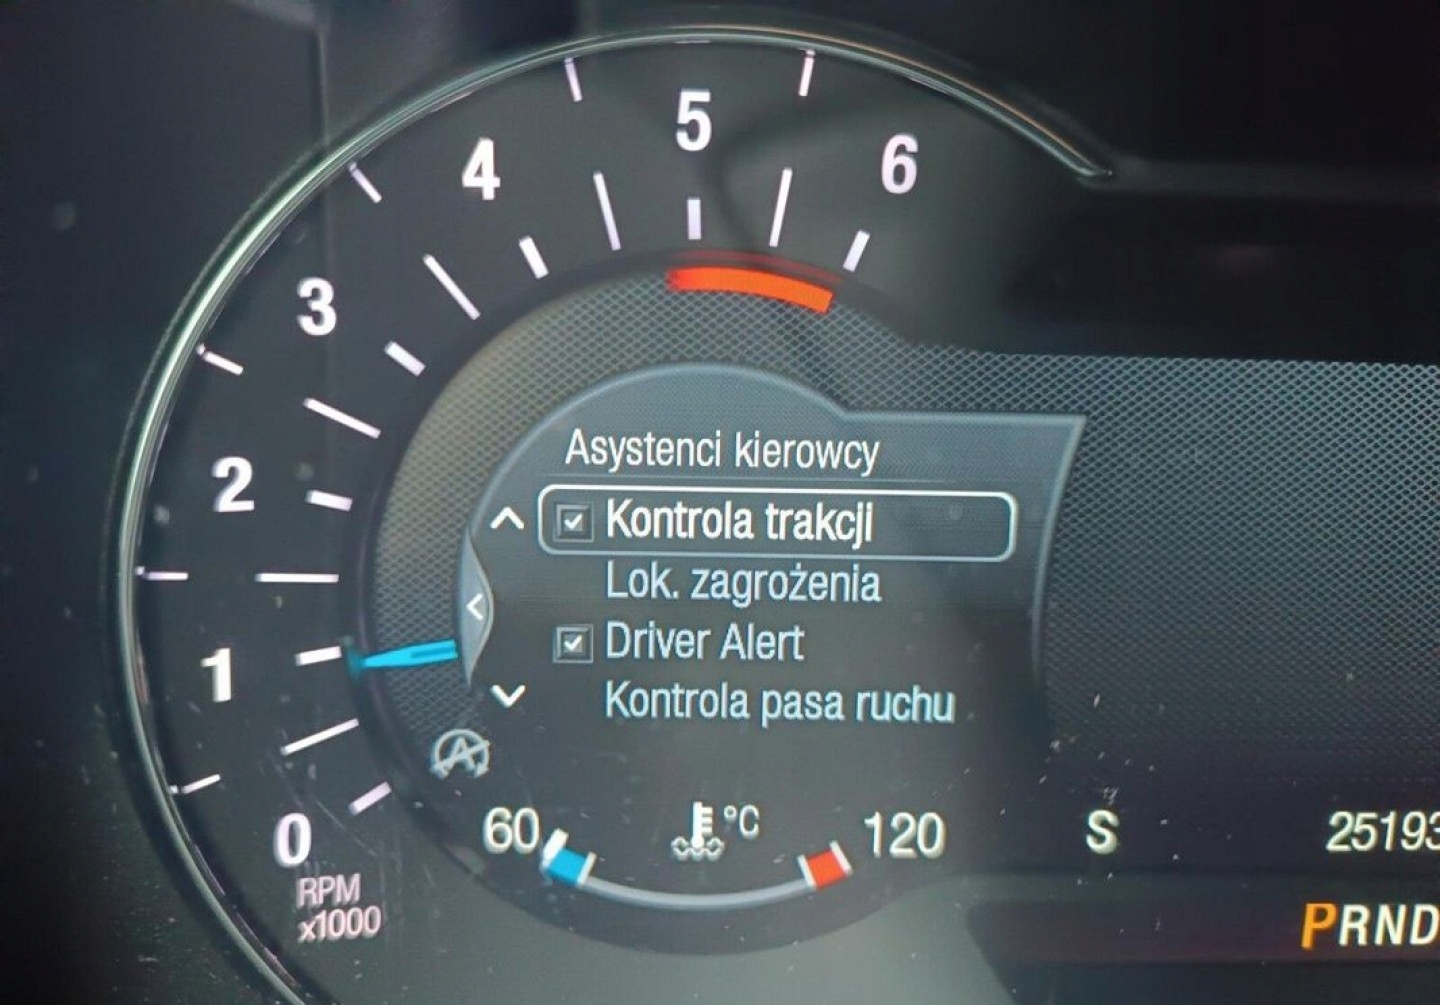 5
4
6
3
2
1
0
RPM
x1000
Asystenci kierowcy
Kontrola trakcji
Lok. zagrożenia
Driver Alert
Kontrola pasa ruchu
60 °C 120
S 25193
PRND